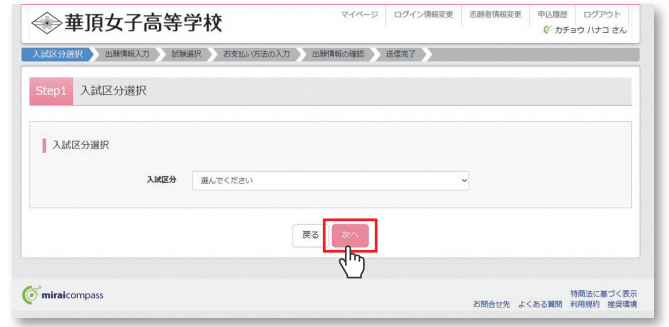 華頂女子高等学校
マイページ ログイン情報変更 志願者情報変更 申込履歴 ログアウト
カチョウ ハナコ さん
入試区分選択 出願情報入力 試験選択 お支払い方法の入力 出願情報の確認 送信完了
Step1 入試区分選択
入試区分選択
入試区分 選んでください
戻る 次へ
miraicompass
特商法に基づく表示
お問合せ先 よくある質問 利用規約 推奨環境